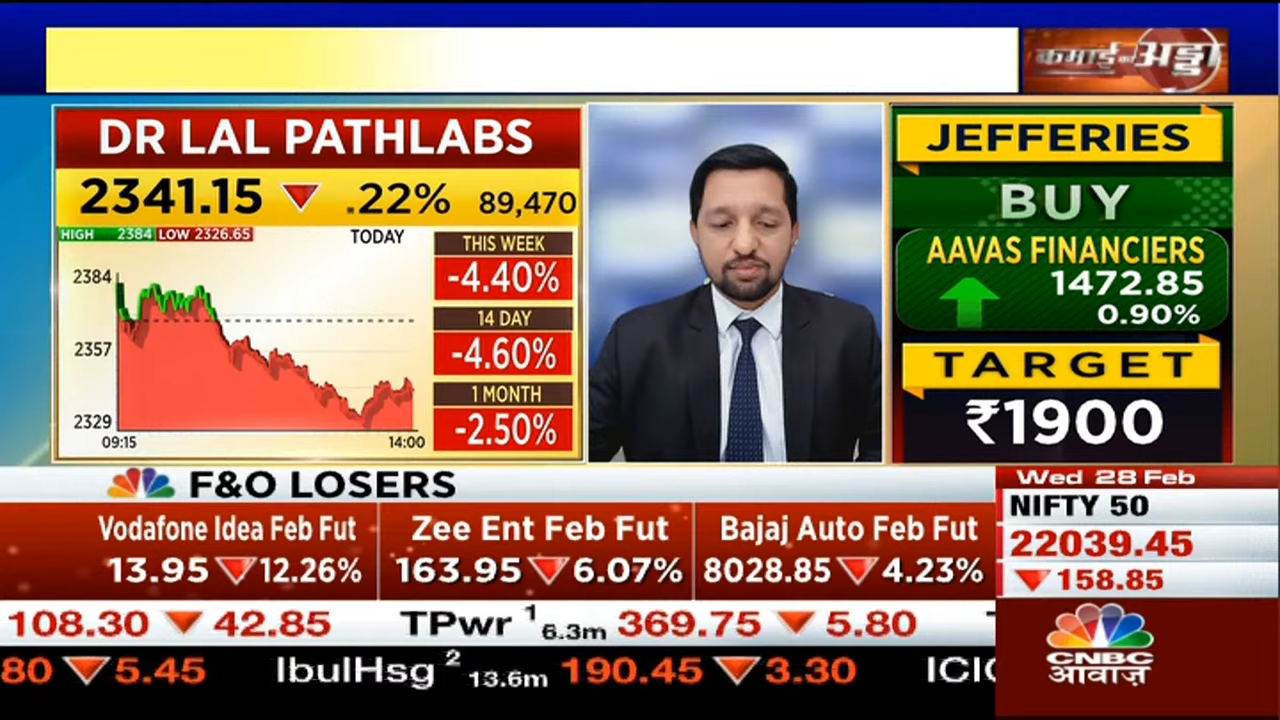 कमाई का अड्डा
DR LAL PATHLABS
2341.15 .22% 89,470
HIGH 2384 LOW 2326.65 TODAY
2384
2357
2329
09:15 14:00
THIS WEEK
-4.40%
14 DAY
-4.60%
1 MONTH
-2.50%
JEFFERIES
BUY
AAVAS FINANCIERS
1472.85
0.90%
TARGET
₹1900
F&O LOSERS
Vodafone Idea Feb Fut
13.95 12.26%
Zee Ent Feb Fut
163.95 6.07%
Bajaj Auto Feb Fut
8028.85 4.23%
Wed 28 Feb
NIFTY 50
22039.45
158.85
108.30 42.85 TPwr 1 6.3m 369.75 5.80
80 5.45 IbulHsg 2 13.6m 190.45 3.30 ICIC
CNBC
आवाज़